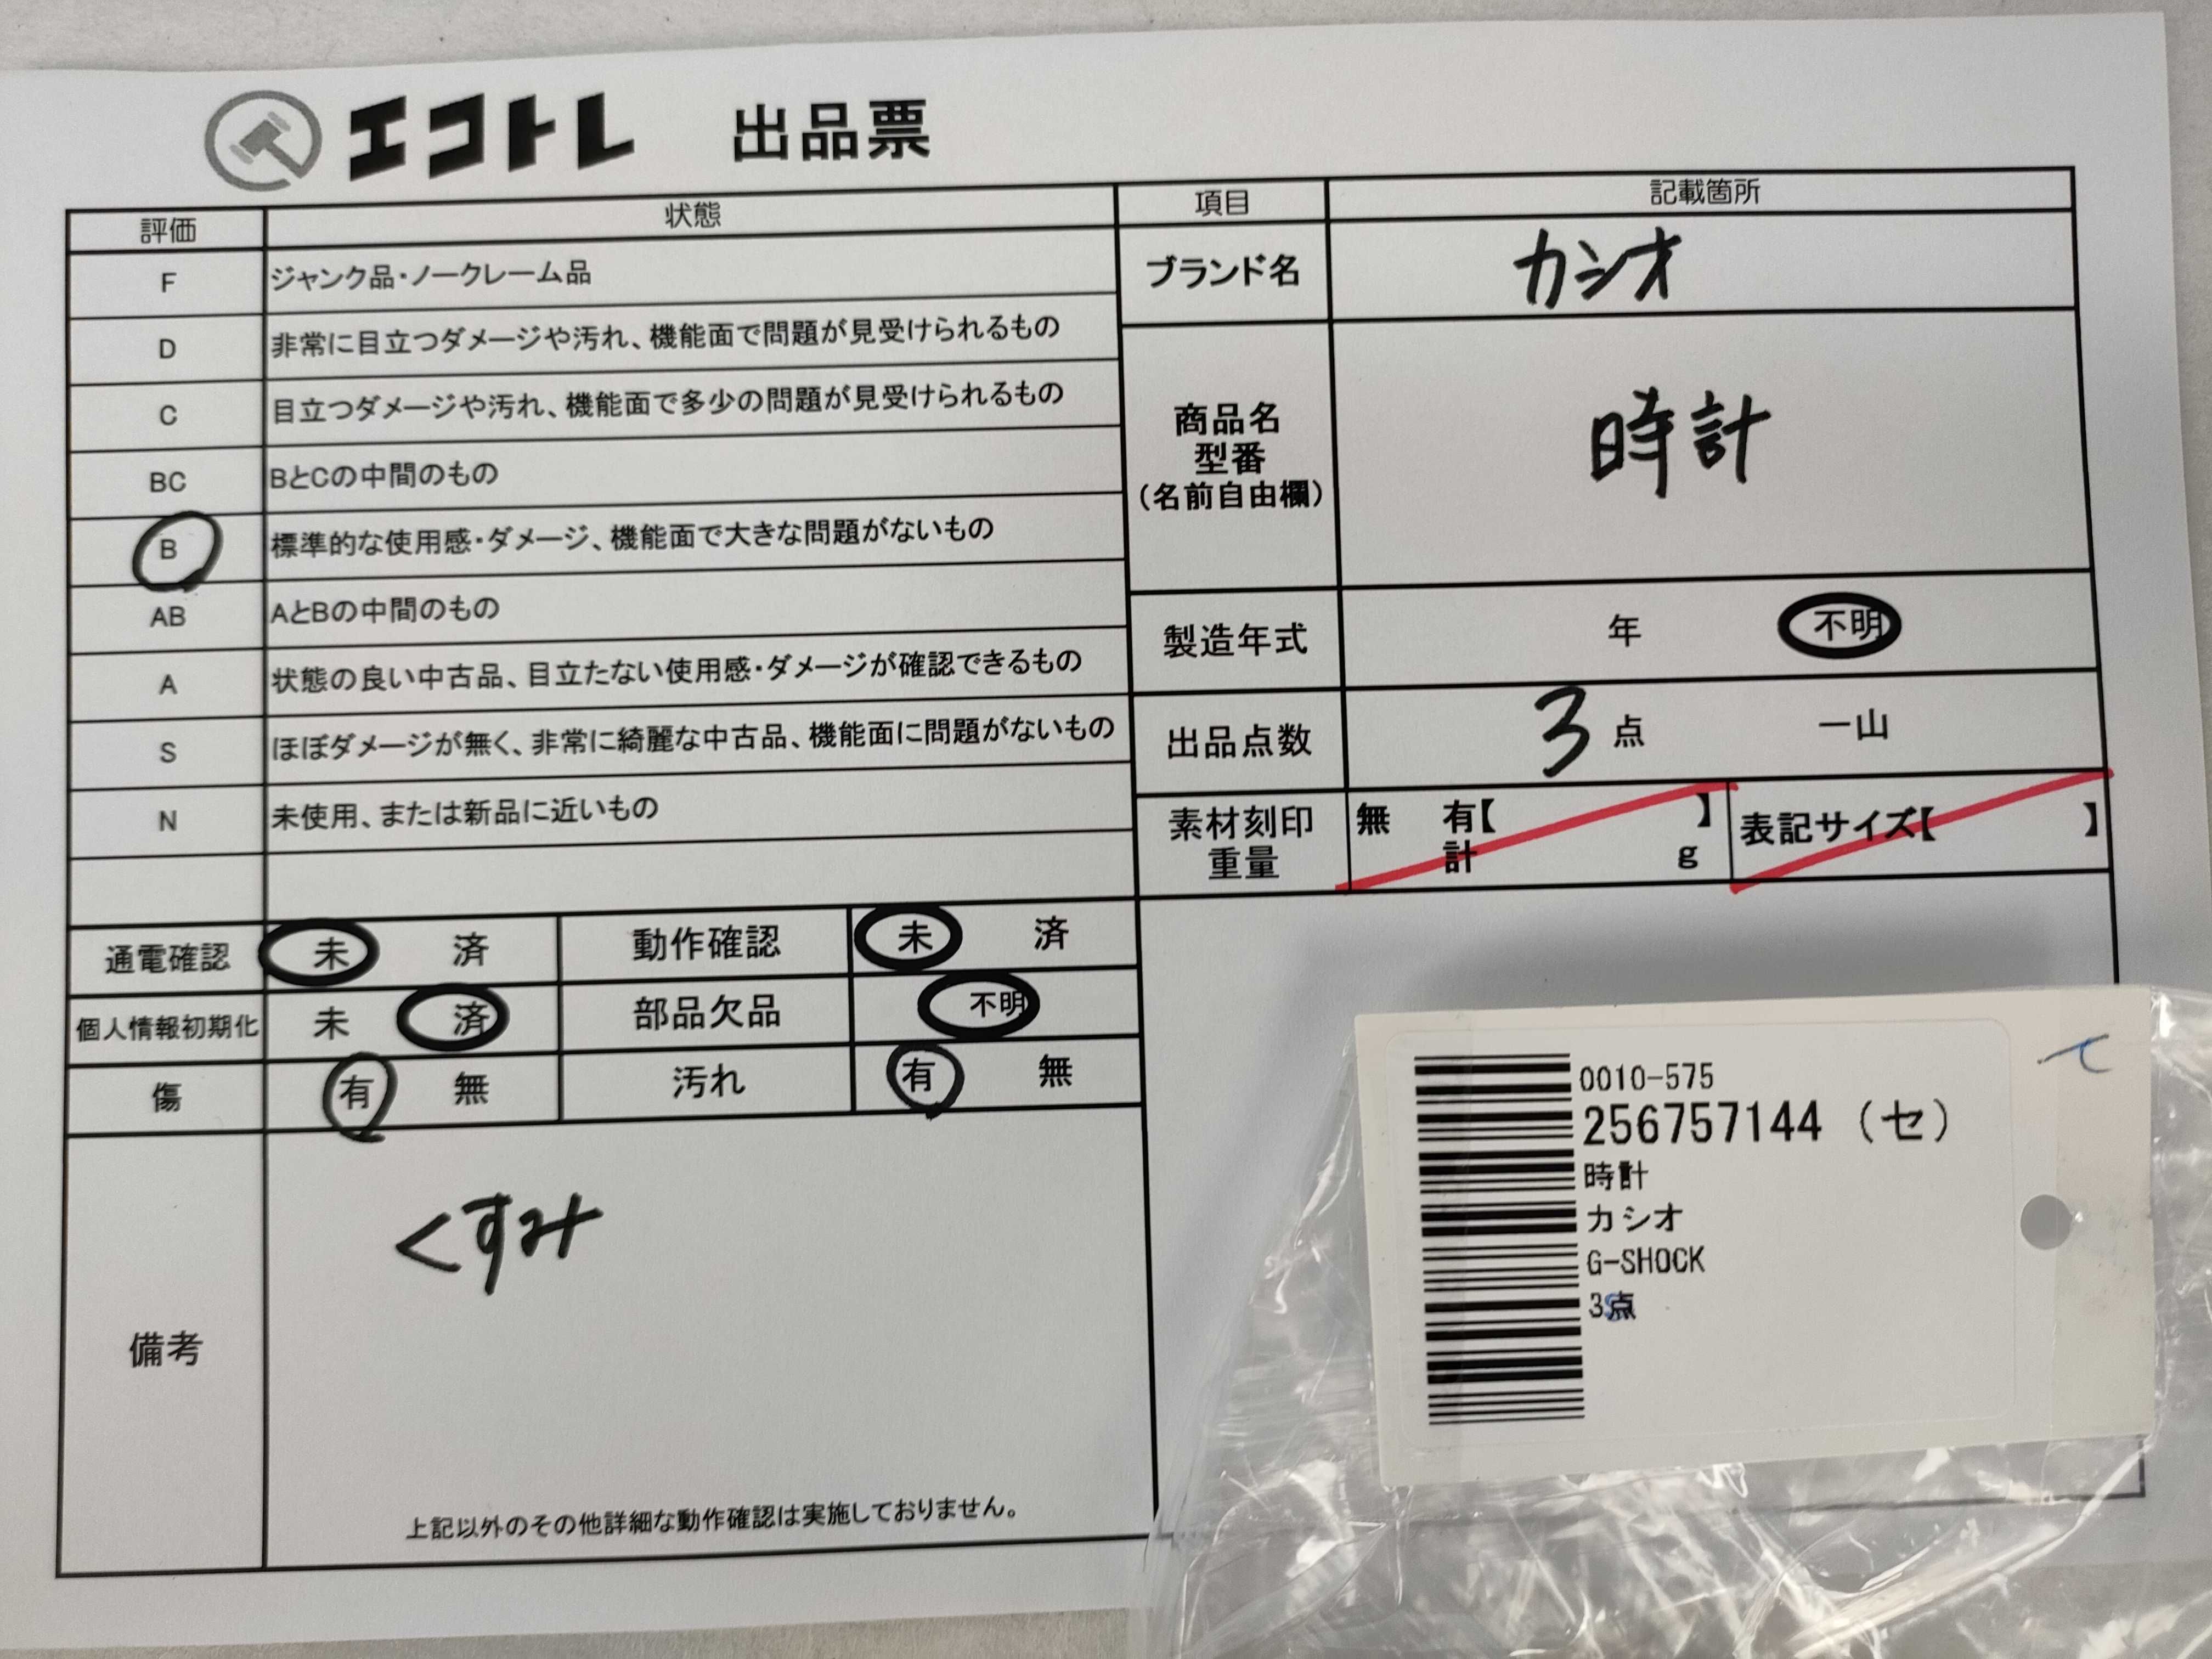 エコトレ 出品票
評価 状態
F ジャンク品・ノークレーム品
D 非常に目立つダメージや汚れ、機能面で問題が見受けられるもの
C 目立つダメージや汚れ、機能面で多少の問題が見受けられるもの
BC BとCの中間のもの
B 標準的な使用感・ダメージ、機能面で大きな問題がないもの
AB AとBの中間のもの
A 状態の良い中古品、目立たない使用感・ダメージが確認できるもの
S ほぼダメージが無く、非常に綺麗な中古品、機能面に問題がないもの
N 未使用、または新品に近いもの
項目 記載箇所
ブランド名 カシオ
商品名
型番
(名前自由欄)
時計
製造年式 年 不明
出品点数 3 点 一山
素材刻印
重量
無 有【 】
計 g
表記サイズ【 】
通電確認 未 済 動作確認 未 済
個人情報初期化 未 済 部品欠品 不明
傷 有 無 汚れ 有 無
備考
くすみ
上記以外のその他詳細な動作確認は実施しておりません。
0010-575
256757144 (セ)
時計
カシオ
G-SHOCK
3点